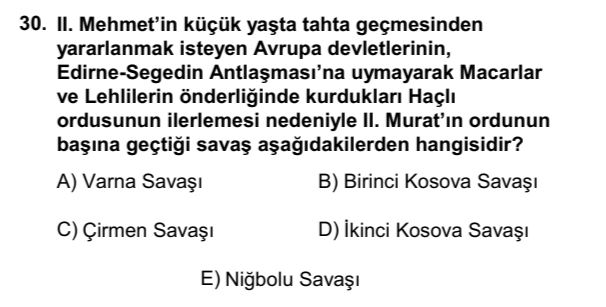 30. II. Mehmet'in küçük yaşta tahta geçmesinden
yararlanmak isteyen Avrupa devletlerinin,
Edirne-Segedin Antlaşması'na uymayarak Macarlar
ve Lehlilerin önderliğinde kurdukları Haçlı
ordusunun ilerlemesi nedeniyle II. Murat'ın ordunun
başına geçtiği savaş aşağıdakilerden hangisidir?
A) Varna Savaşı B) Birinci Kosova Savaşı
C) Çirmen Savaşı D) İkinci Kosova Savaşı
E) Niğbolu Savaşı